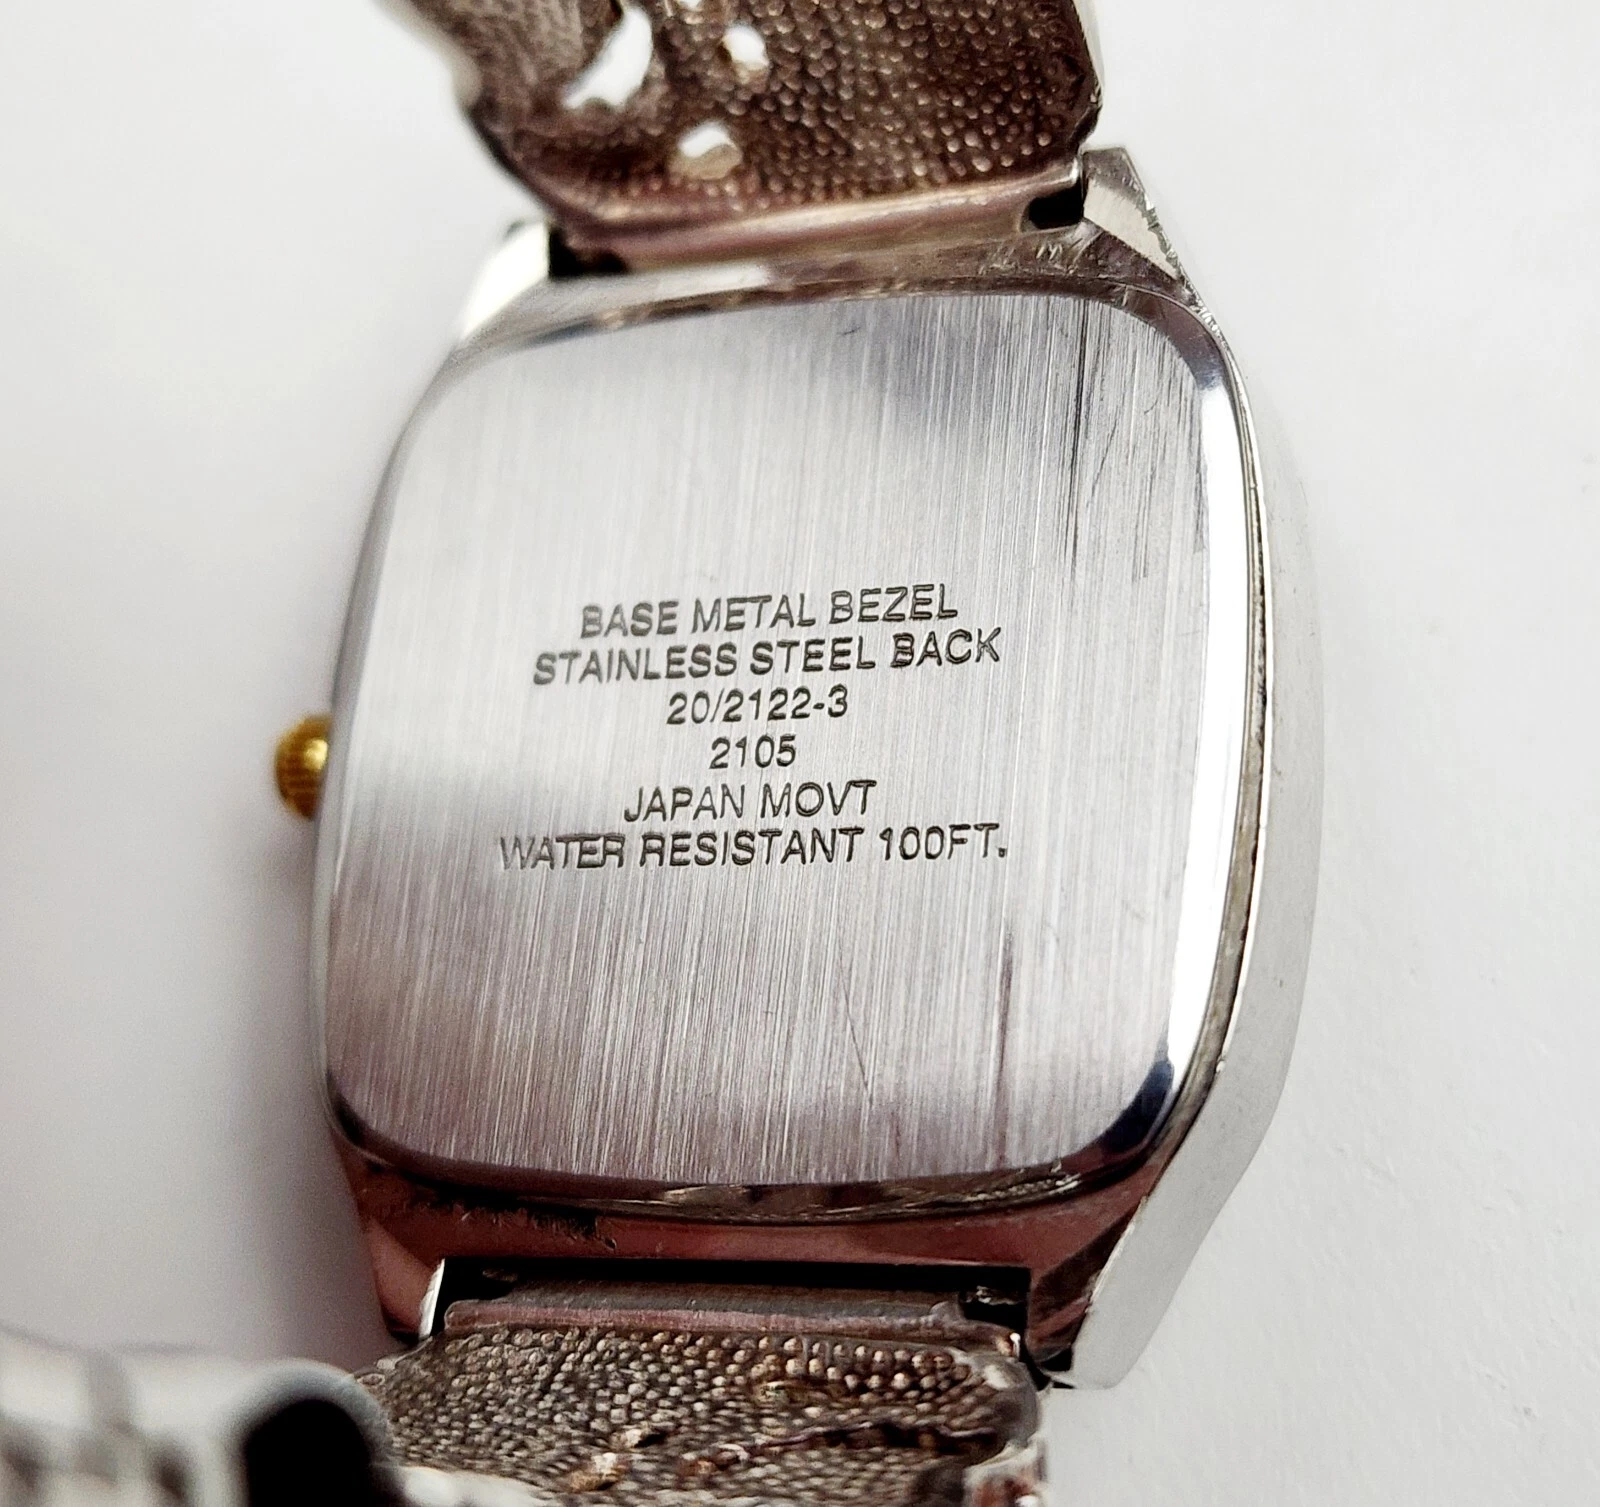 BASE METAL BEZEL
STAINLESS STEEL BACK
20/2122-3
2105
JAPAN MOVT
WATER RESISTANT 100FT.